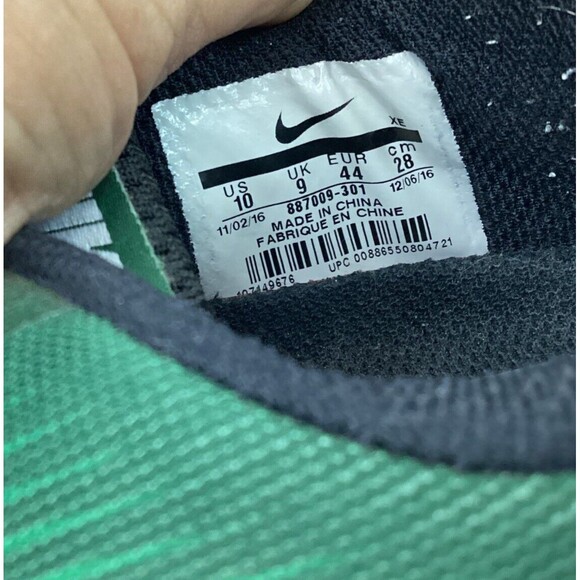 XE
US UK EUR cm
10 9 44 28
11/02/16 887009-301 12/06/16
MADE IN CHINA
FABRIQUE EN CHINE
UPC 00886550804721